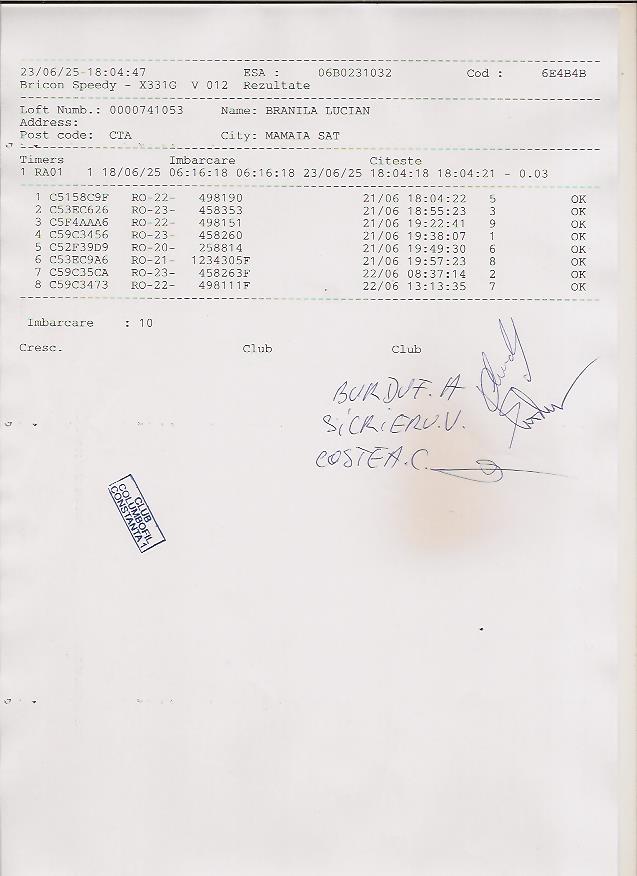 23/06/25-18:04:47 ESA : 06B0231032 Cod : 6E4B4B
Bricon Speedy - X331G V 012 Rezultate
Loft Numb.: 0000741053 Name: BRANILA LUCIAN
Address:
Post code: CTA City: MAMAIA SAT
Timers Imbarcare Citeste
1 RA01 1 18/06/25 06:16:18 06:16:18 23/06/25 18:04:18 18:04:21 - 0.03
1 C5158C9F RO-22- 498190 21/06 18:04:22 5 OK
2 C53EC626 RO-23- 458353 21/06 18:55:23 3 OK
3 C5F4AAA6 RO-22- 498151 21/06 19:22:41 9 OK
4 C59C3456 RO-23- 458260 21/06 19:38:07 1 OK
5 C52F39D9 RO-20- 258814 21/06 19:49:30 6 OK
6 C53EC9A6 RO-21- 1234305F 21/06 19:57:23 8 OK
7 C59C35CA RO-23- 458263F 22/06 08:37:14 2 OK
8 C59C3473 RO-22- 498111F 22/06 13:13:35 7 OK
Imbarcare : 10
Cresc. Club Club
BURDUF. A
SICRIERU.V.
COSTEA.C.
CLUB
COLUMBOFIL
CONSTANTA 1